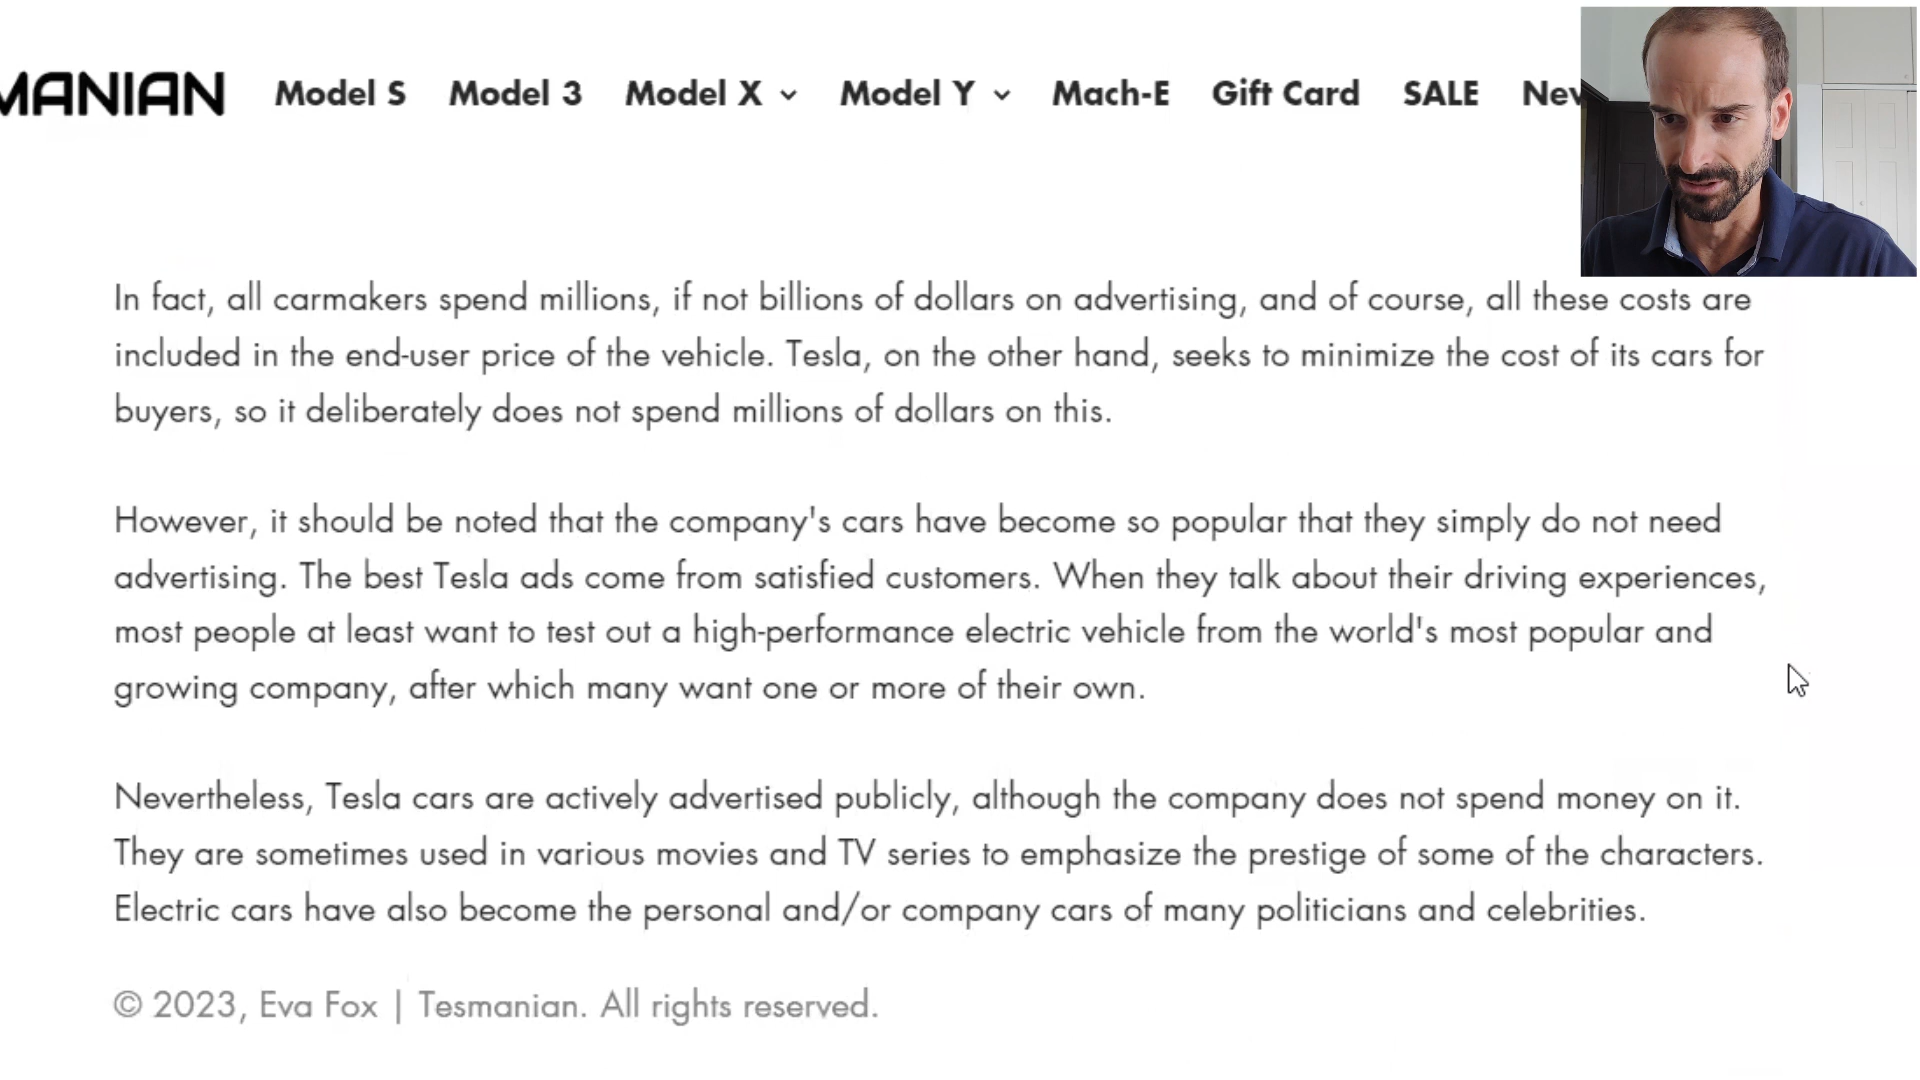 MANIAN Model S Model 3 Model X Model Y Mach-E Gift Card SALE
In fact, all carmakers spend millions, if not billions of dollars on advertising, and of course, all these costs are
included in the end-user price of the vehicle. Tesla, on the other hand, seeks to minimize the cost of its cars for
buyers, so it deliberately does not spend millions of dollars on this.
However, it should be noted that the company's cars have become so popular that they simply do not need
advertising. The best Tesla ads come from satisfied customers. When they talk about their driving experiences,
most people at least want to test out a high-performance electric vehicle from the world's most popular and
growing company, after which many want one or more of their own.
Nevertheless, Tesla cars are actively advertised publicly, although the company does not spend money on it.
They are sometimes used in various movies and TV series to emphasize the prestige of some of the characters.
Electric cars have also become the personal and/or company cars of many politicians and celebrities.
© 2023, Eva Fox | Tesmanian. All rights reserved.